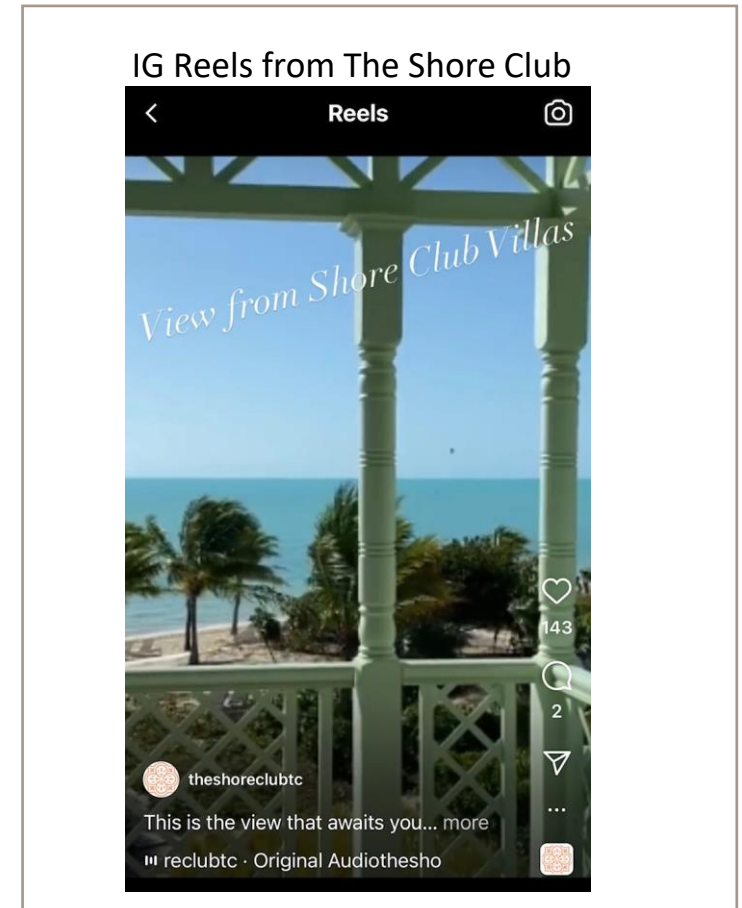 IG Reels from The Shore Club
Reels
View from Shore Club Villas
143
2
theshoreclubtc
This is the view that awaits you... more
reclubtc · Original Audiothesho